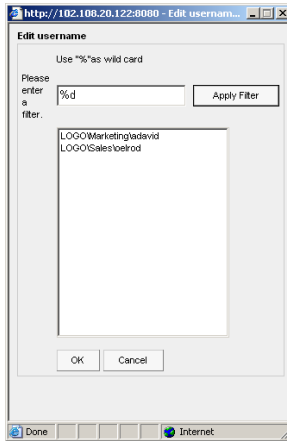 http://102.108.20.122:8080 - Edit usernam...
Edit username
Use "%"as wild card
Please
enter
a
filter.
%d
Apply Filter
LOGO\Marketing\adavid
LOGO\Sales\oelrod
OK
Cancel
Done
Internet